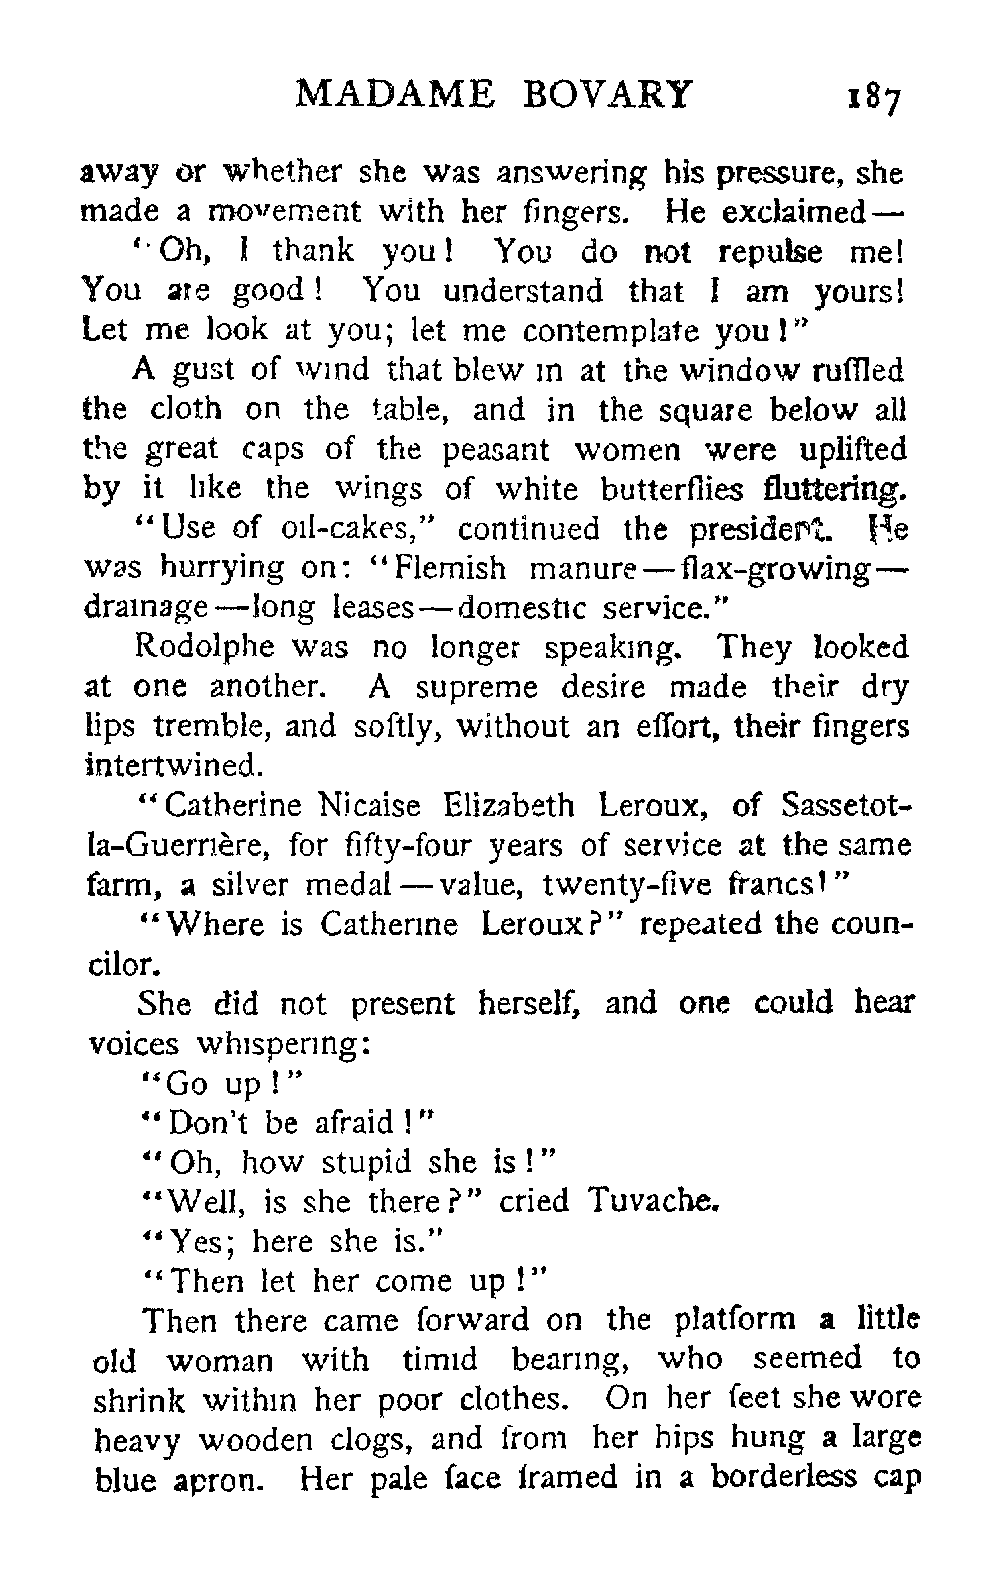 MADAME BOVARY 187
away or whether she was answering his pressure, she
made a movement with her fingers. He exclaimed—
"Oh, I thank you! You do not repulse me!
You are good! You understand that I am yours!
Let me look at you; let me contemplate you!"
A gust of wind that blew in at the window ruffled
the cloth on the table, and in the square below all
the great caps of the peasant women were uplifted
by it like the wings of white butterflies fluttering.
"Use of oil-cakes," continued the president. He
was hurrying on: "Flemish manure—flax-growing—
drainage—long leases—domestic service."
Rodolphe was no longer speaking. They looked
at one another. A supreme desire made their dry
lips tremble, and softly, without an effort, their fingers
intertwined.
"Catherine Nicaise Elizabeth Leroux, of Sassetot-
la-Guerrière, for fifty-four years of service at the same
farm, a silver medal—value, twenty-five francs!"
"Where is Catherine Leroux?" repeated the coun-
cilor.
She did not present herself, and one could hear
voices whispering:
"Go up!"
"Don't be afraid!"
"Oh, how stupid she is!"
"Well, is she there?" cried Tuvache.
"Yes; here she is."
"Then let her come up!"
Then there came forward on the platform a little
old woman with timid bearing, who seemed to
shrink within her poor clothes. On her feet she wore
heavy wooden clogs, and from her hips hung a large
blue apron. Her pale face framed in a borderless cap